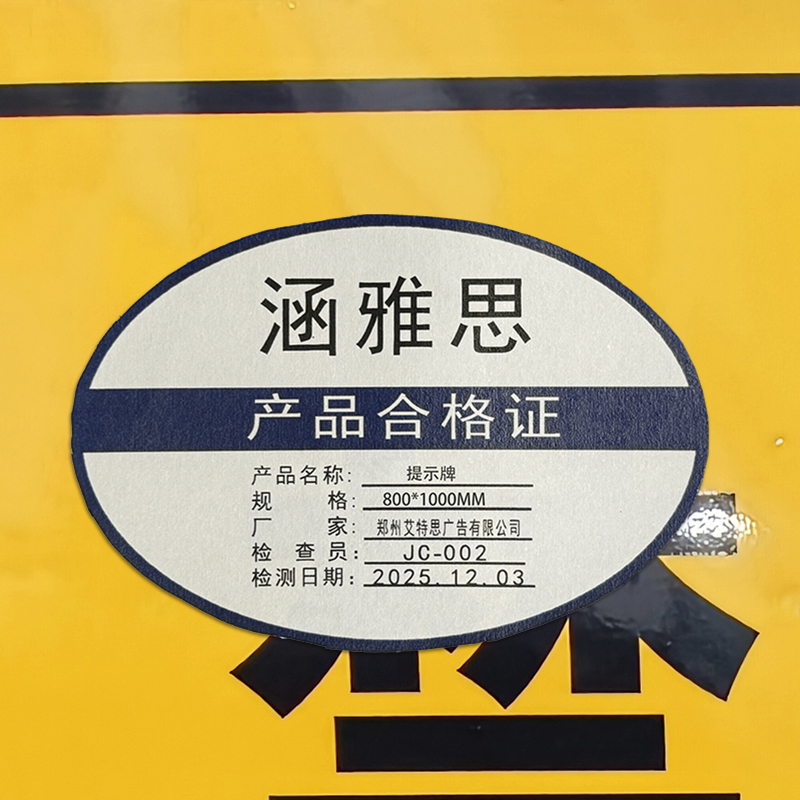 涵雅思
产品合格证
产品名称: 提示牌
规 格: 800*1000MM
厂 家: 郑州艾特思广告有限公司
检 查 员: JC-002
检测日期: 2025.12.03